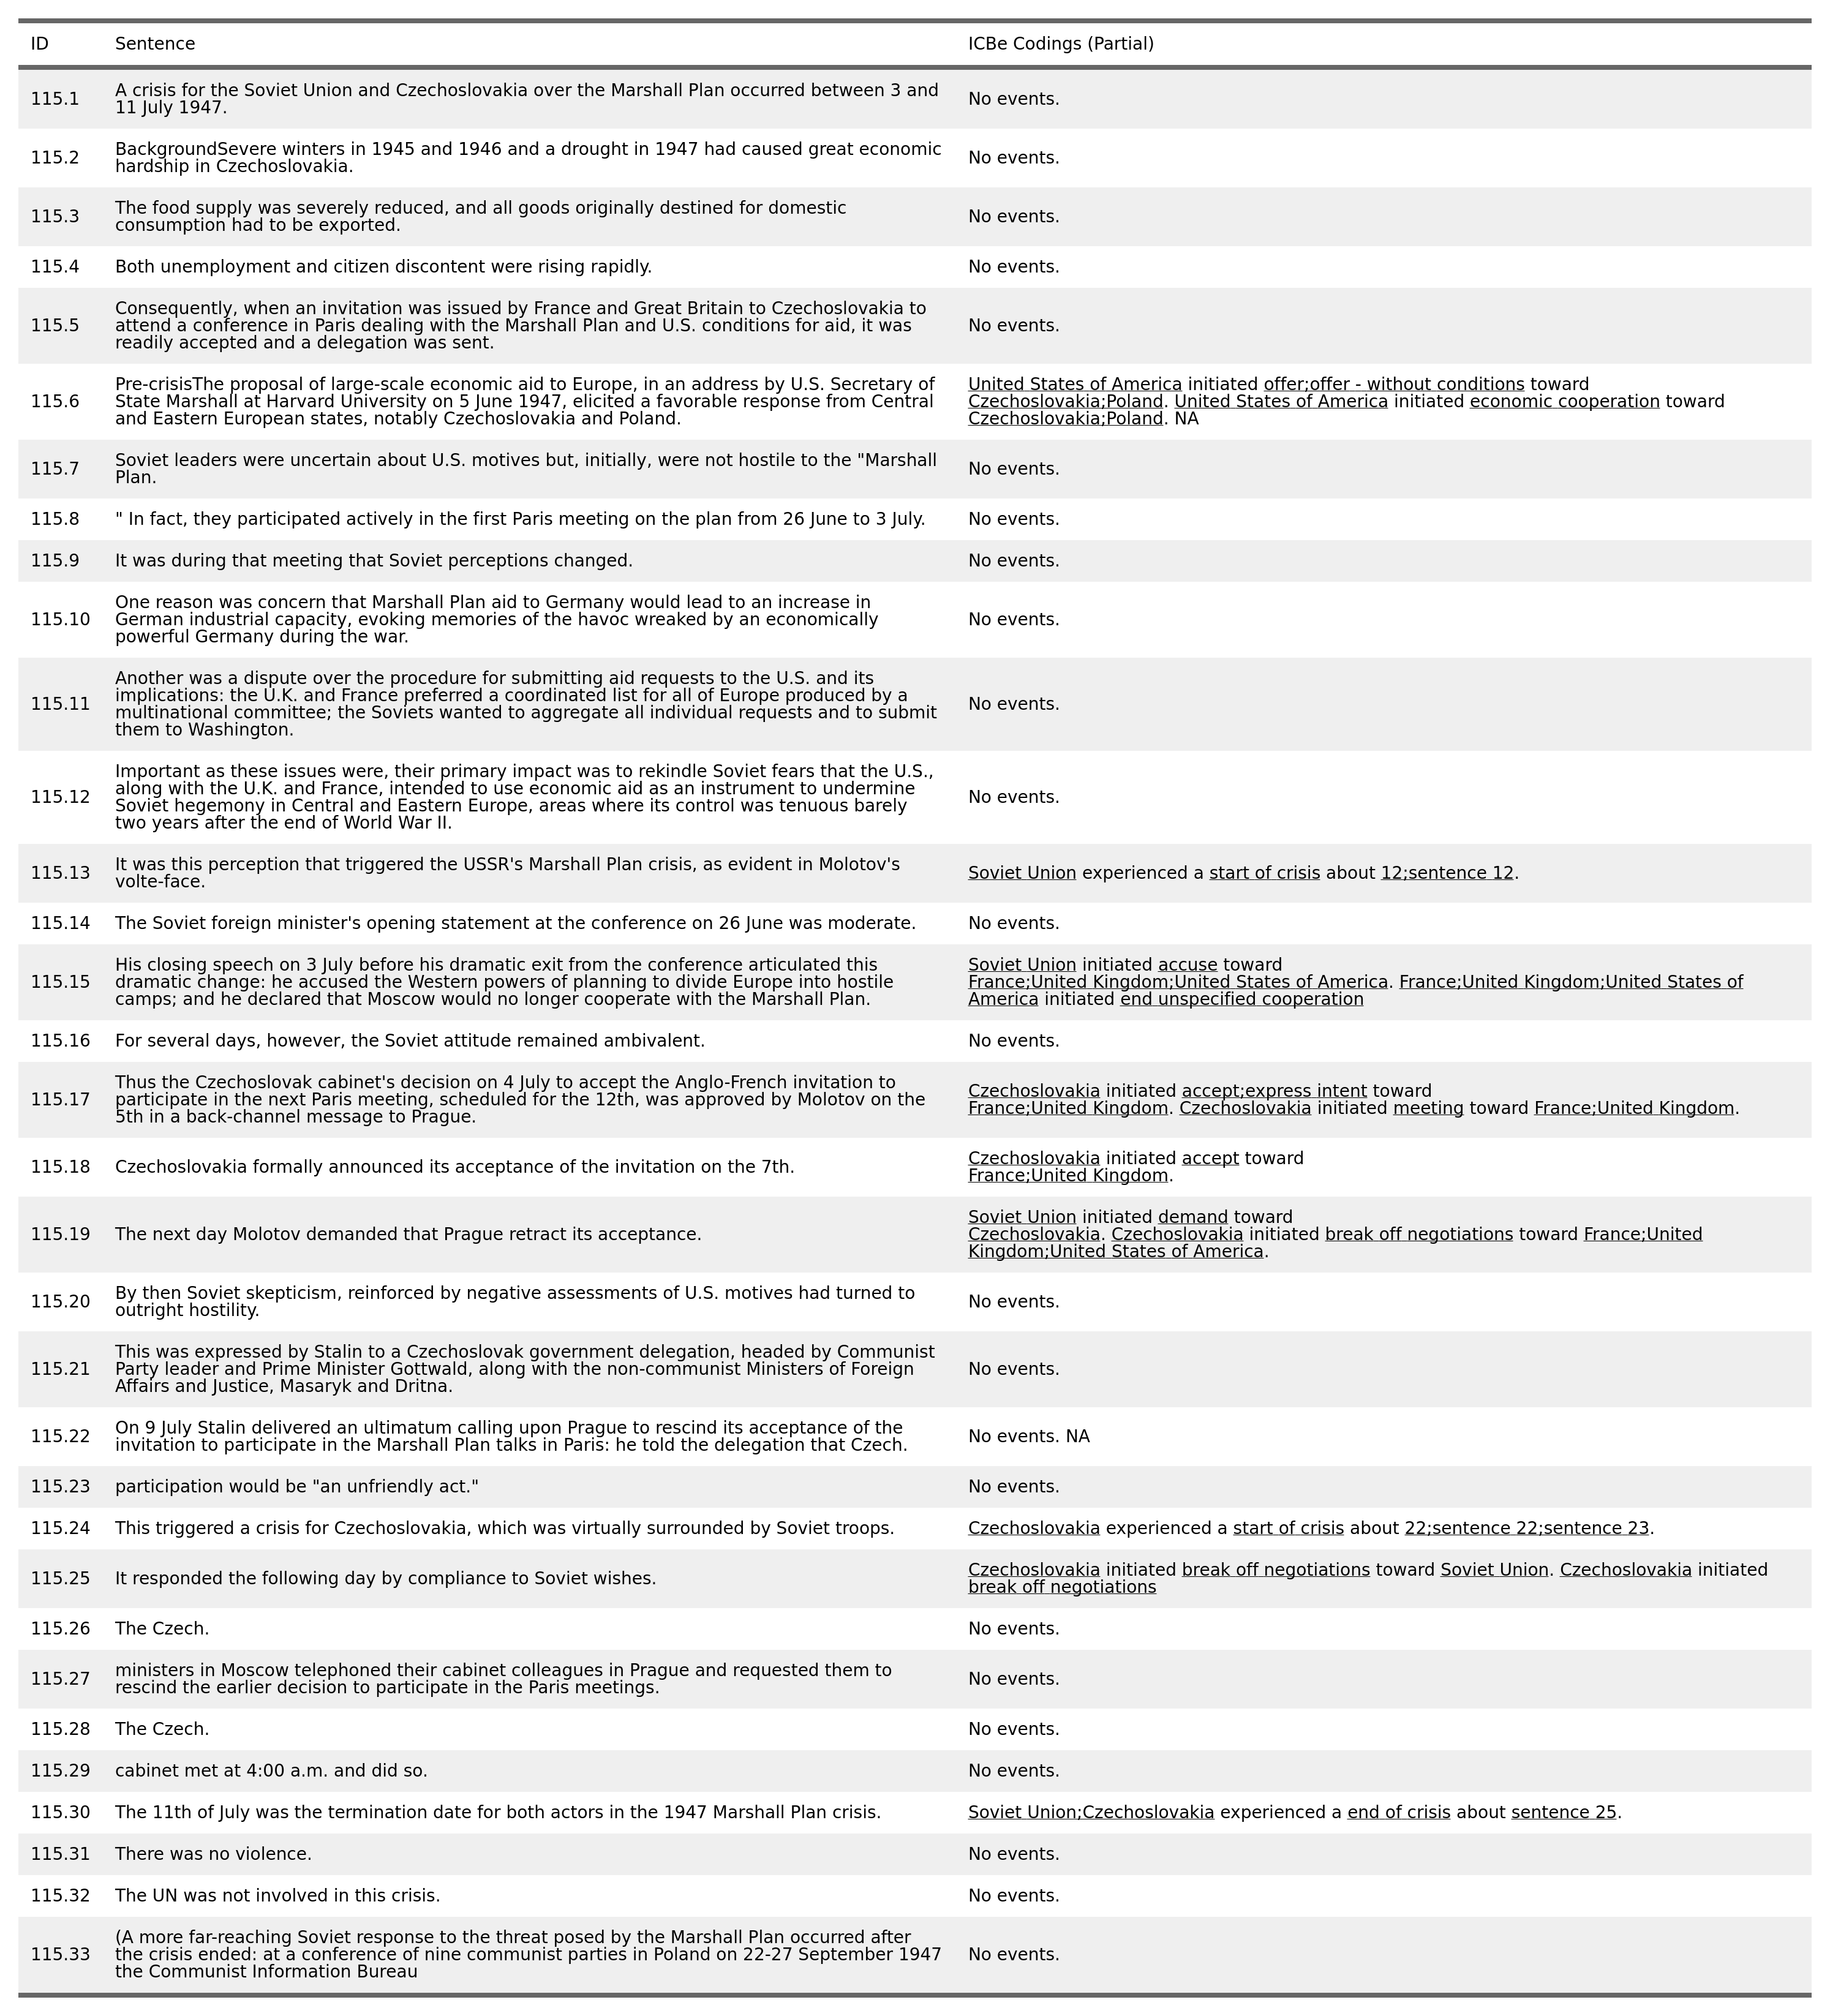 ID Sentence ICBe Codings (Partial)
115.1 A crisis for the Soviet Union and Czechoslovakia over the Marshall Plan occurred between 3 and
11 July 1947.
No events.
115.2 BackgroundSevere winters in 1945 and 1946 and a drought in 1947 had caused great economic
hardship in Czechoslovakia.
No events.
115.3 The food supply was severely reduced, and all goods originally destined for domestic
consumption had to be exported.
No events.
115.4 Both unemployment and citizen discontent were rising rapidly. No events.
115.5 Consequently, when an invitation was issued by France and Great Britain to Czechoslovakia to
attend a conference in Paris dealing with the Marshall Plan and U.S. conditions for aid, it was
readily accepted and a delegation was sent.
No events.
115.6 Pre-crisisThe proposal of large-scale economic aid to Europe, in an address by U.S. Secretary of
State Marshall at Harvard University on 5 June 1947, elicited a favorable response from Central
and Eastern European states, notably Czechoslovakia and Poland.
United States of America initiated offer;offer - without conditions toward
Czechoslovakia;Poland. United States of America initiated economic cooperation toward
Czechoslovakia;Poland. NA
115.7 Soviet leaders were uncertain about U.S. motives but, initially, were not hostile to the "Marshall
Plan.
No events.
115.8 " In fact, they participated actively in the first Paris meeting on the plan from 26 June to 3 July. No events.
115.9 It was during that meeting that Soviet perceptions changed. No events.
115.10 One reason was concern that Marshall Plan aid to Germany would lead to an increase in
German industrial capacity, evoking memories of the havoc wreaked by an economically
powerful Germany during the war.
No events.
115.11 Another was a dispute over the procedure for submitting aid requests to the U.S. and its
implications: the U.K. and France preferred a coordinated list for all of Europe produced by a
multinational committee; the Soviets wanted to aggregate all individual requests and to submit
them to Washington.
No events.
115.12 Important as these issues were, their primary impact was to rekindle Soviet fears that the U.S.,
along with the U.K. and France, intended to use economic aid as an instrument to undermine
Soviet hegemony in Central and Eastern Europe, areas where its control was tenuous barely
two years after the end of World War II.
No events.
115.13 It was this perception that triggered the USSR's Marshall Plan crisis, as evident in Molotov's
volte-face.
Soviet Union experienced a start of crisis about 12;sentence 12.
115.14 The Soviet foreign minister's opening statement at the conference on 26 June was moderate. No events.
115.15 His closing speech on 3 July before his dramatic exit from the conference articulated this
dramatic change: he accused the Western powers of planning to divide Europe into hostile
camps; and he declared that Moscow would no longer cooperate with the Marshall Plan.
Soviet Union initiated accuse toward
France;United Kingdom;United States of America. France;United Kingdom;United States of
America initiated end unspecified cooperation
115.16 For several days, however, the Soviet attitude remained ambivalent. No events.
115.17 Thus the Czechoslovak cabinet's decision on 4 July to accept the Anglo-French invitation to
participate in the next Paris meeting, scheduled for the 12th, was approved by Molotov on the
5th in a back-channel message to Prague.
Czechoslovakia initiated accept;express intent toward
France;United Kingdom. Czechoslovakia initiated meeting toward France;United Kingdom.
115.18 Czechoslovakia formally announced its acceptance of the invitation on the 7th.
Czechoslovakia initiated accept toward
France;United Kingdom.
115.19 The next day Molotov demanded that Prague retract its acceptance.
Soviet Union initiated demand toward
Czechoslovakia. Czechoslovakia initiated break off negotiations toward France;United
Kingdom;United States of America.
115.20 By then Soviet skepticism, reinforced by negative assessments of U.S. motives had turned to
outright hostility.
No events.
115.21 This was expressed by Stalin to a Czechoslovak government delegation, headed by Communist
Party leader and Prime Minister Gottwald, along with the non-communist Ministers of Foreign
Affairs and Justice, Masaryk and Dritna.
No events.
115.22 On 9 July Stalin delivered an ultimatum calling upon Prague to rescind its acceptance of the
invitation to participate in the Marshall Plan talks in Paris: he told the delegation that Czech.
No events. NA
115.23 participation would be "an unfriendly act." No events.
115.24 This triggered a crisis for Czechoslovakia, which was virtually surrounded by Soviet troops. Czechoslovakia experienced a start of crisis about 22;sentence 22;sentence 23.
115.25 It responded the following day by compliance to Soviet wishes.
Czechoslovakia initiated break off negotiations toward Soviet Union. Czechoslovakia initiated
break off negotiations
115.26 The Czech. No events.
115.27 ministers in Moscow telephoned their cabinet colleagues in Prague and requested them to
rescind the earlier decision to participate in the Paris meetings.
No events.
115.28 The Czech. No events.
115.29 cabinet met at 4:00 a.m. and did so. No events.
115.30 The 11th of July was the termination date for both actors in the 1947 Marshall Plan crisis. Soviet Union;Czechoslovakia experienced a end of crisis about sentence 25.
115.31 There was no violence. No events.
115.32 The UN was not involved in this crisis. No events.
115.33 (A more far-reaching Soviet response to the threat posed by the Marshall Plan occurred after
the crisis ended: at a conference of nine communist parties in Poland on 22-27 September 1947
the Communist Information Bureau
No events.